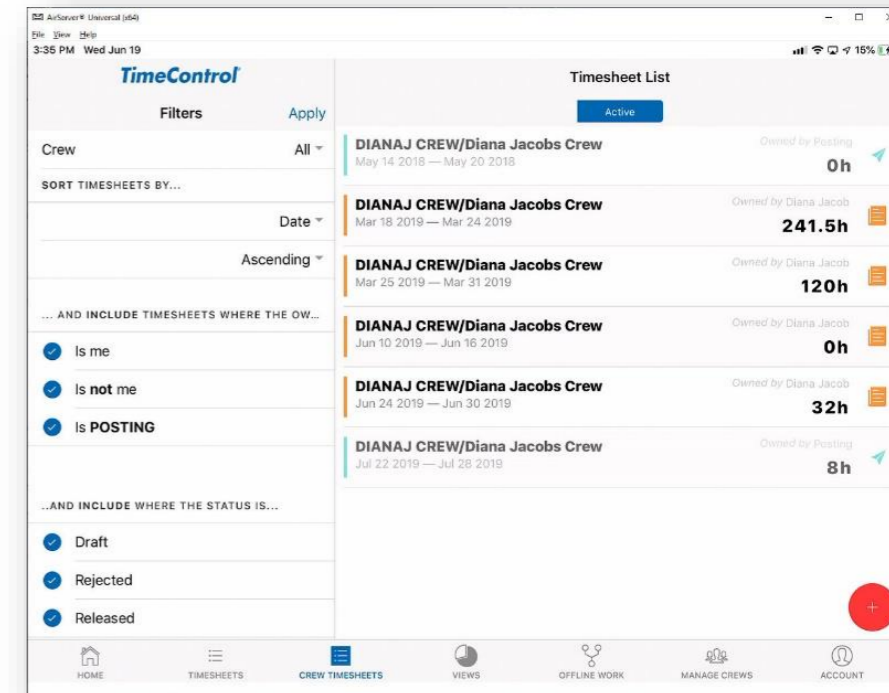 AirServer® Universal (x64)
File View Help
3:35 PM Wed Jun 19
15%
TimeControl
Filters
Apply
Crew
All
SORT TIMESHEETS BY...
Date
Ascending
... AND INCLUDE TIMESHEETS WHERE THE OW...
Is me
Is not me
Is POSTING
..AND INCLUDE WHERE THE STATUS IS...
Draft
Rejected
Released
Timesheet List
Active
DIANAJ CREW/Diana Jacobs Crew
Owned by Posting
May 14 2018 — May 20 2018
0h
DIANAJ CREW/Diana Jacobs Crew
Owned by Diana Jacob
Mar 18 2019 — Mar 24 2019
241.5h
DIANAJ CREW/Diana Jacobs Crew
Owned by Diana Jacob
Mar 25 2019 — Mar 31 2019
120h
DIANAJ CREW/Diana Jacobs Crew
Owned by Diana Jacob
Jun 10 2019 — Jun 16 2019
0h
DIANAJ CREW/Diana Jacobs Crew
Owned by Diana Jacob
Jun 24 2019 — Jun 30 2019
32h
DIANAJ CREW/Diana Jacobs Crew
Owned by Posting
Jul 22 2019 — Jul 28 2019
8h
HOME
TIMESHEETS
CREW TIMESHEETS
VIEWS
OFFLINE WORK
MANAGE CREWS
ACCOUNT